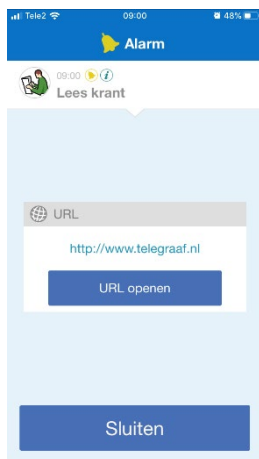 Tele2 09:00 48%
Alarm
09:00 i
Lees krant
URL
http://www.telegraaf.nl
URL openen
Sluiten